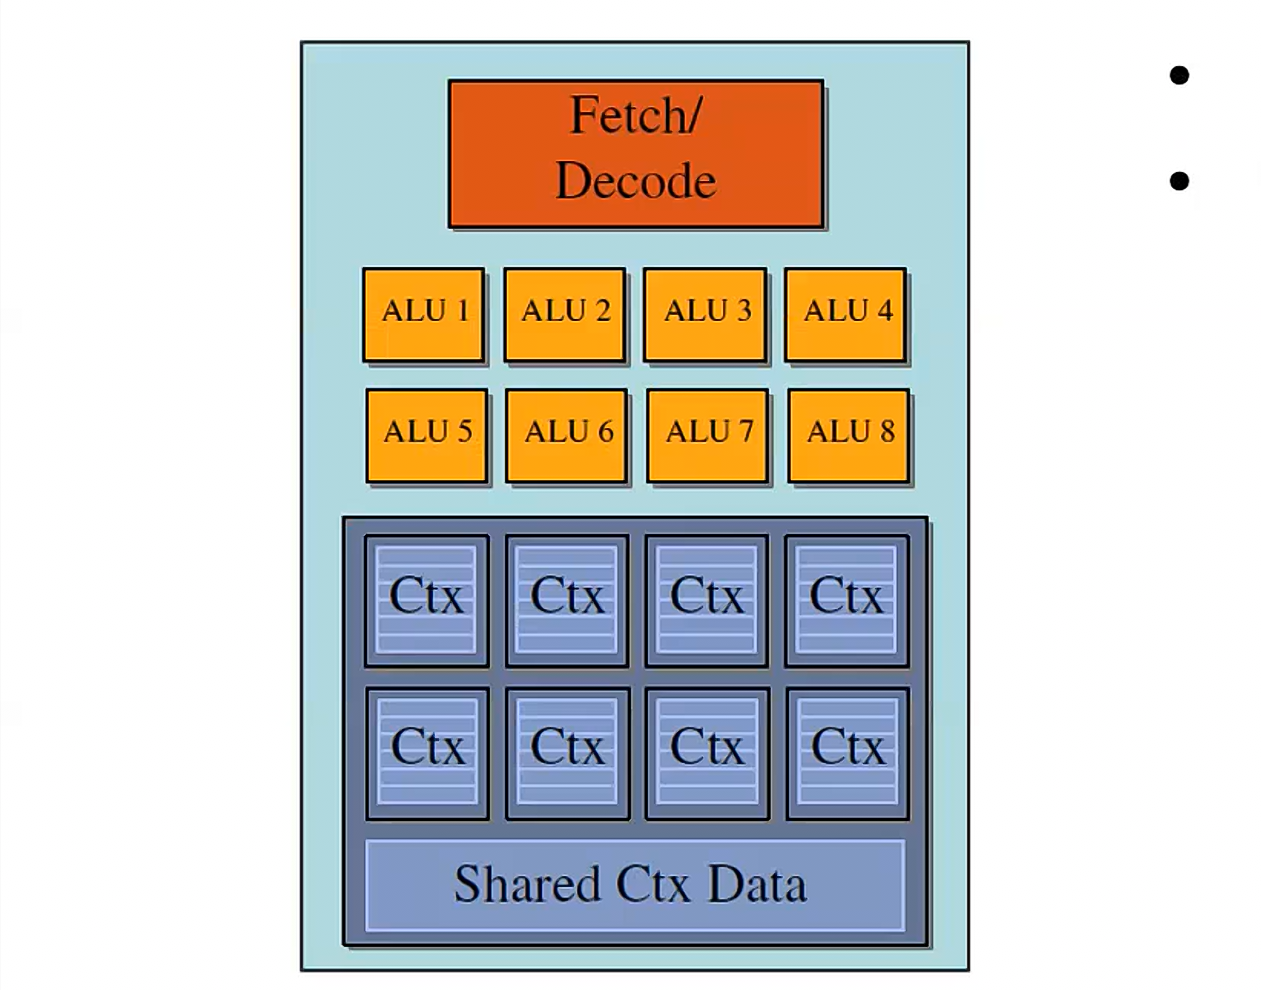 Fetch/
Decode
ALU 1 ALU 2 ALU 3 ALU 4
ALU 5 ALU 6 ALU 7 ALU 8
Ctx Ctx Ctx Ctx
Ctx Ctx Ctx Ctx
Shared Ctx Data